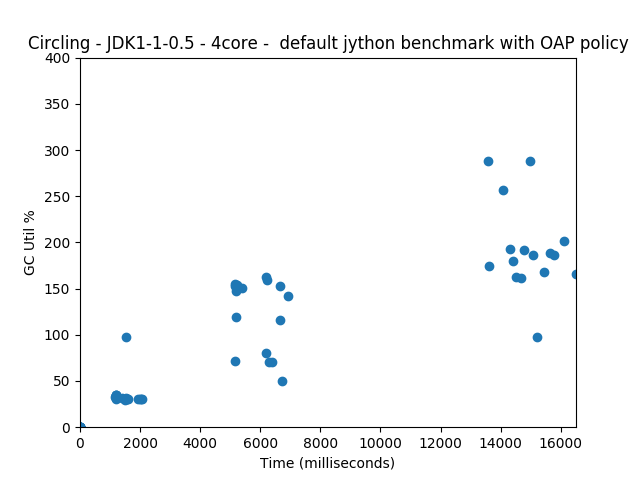 Circling - JDK1-1-0.5 - 4core -  default jython benchmark with OAP policy
400
350
300
250
200
150
100
50
0
GC Util %
0 2000 4000 6000 8000 10000 12000 14000 16000
Time (milliseconds)